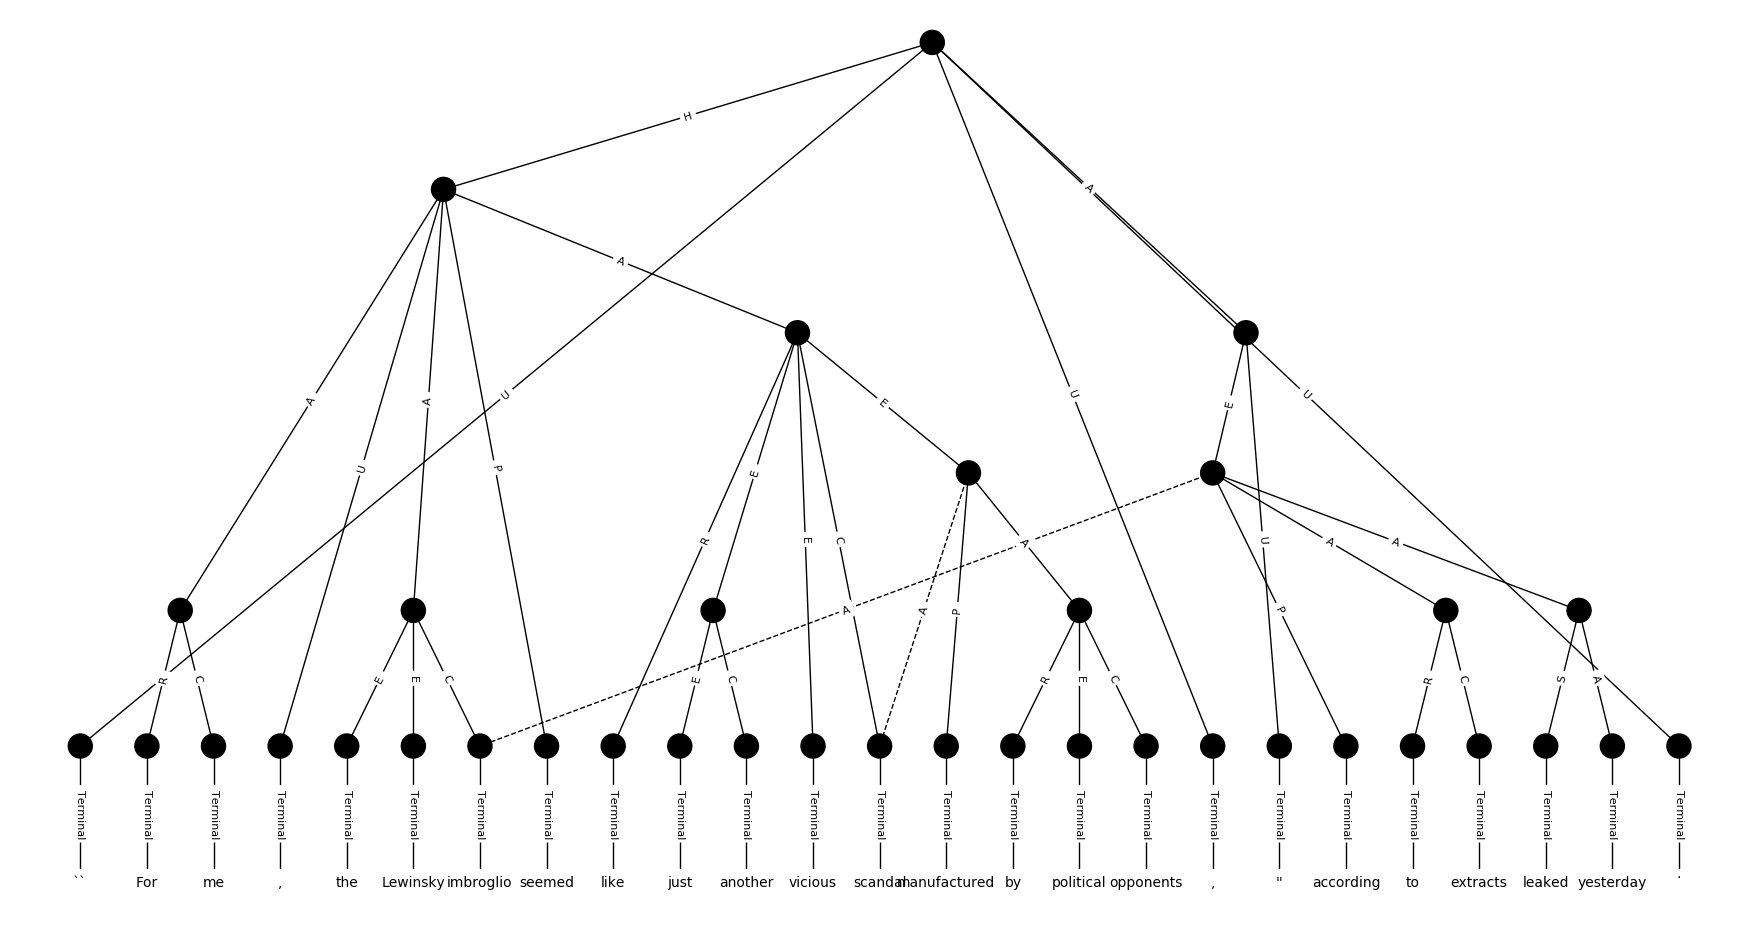 H
A
A
U
A
A
U
A
E
P
U
U
E
R
E
E
C
U
A
A
A
A
A
P
P
R
C
E
E
C
E
C
R
E
C
R
C
S
A
Terminal Terminal Terminal Terminal Terminal Terminal Terminal Terminal Terminal Terminal Terminal Terminal Terminal Terminal Terminal Terminal Terminal Terminal Terminal Terminal Terminal Terminal Terminal Terminal Terminal
`` For me , the Lewinsky imbroglio seemed like just another vicious scandal manufactured by political opponents , " according to extracts leaked yesterday .